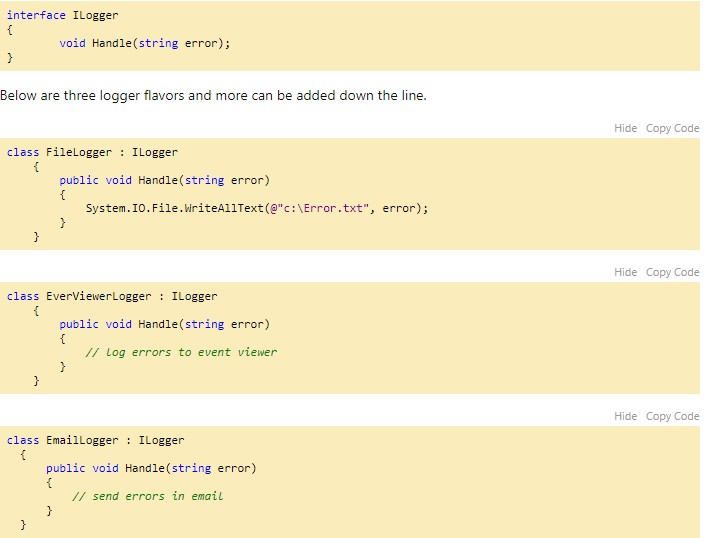 interface ILogger
{
void Handle(string error);
}
Below are three logger flavors and more can be added down the line.
Hide Copy Code
class FileLogger : ILogger
{
public void Handle(string error)
{
System.IO.File.WriteAllText(@"c:\Error.txt", error);
}
}
Hide Copy Code
class EverViewerLogger : ILogger
{
public void Handle(string error)
{
// log errors to event viewer
}
}
Hide Copy Code
class EmailLogger : ILogger
{
public void Handle(string error)
{
// send errors in email
}
}